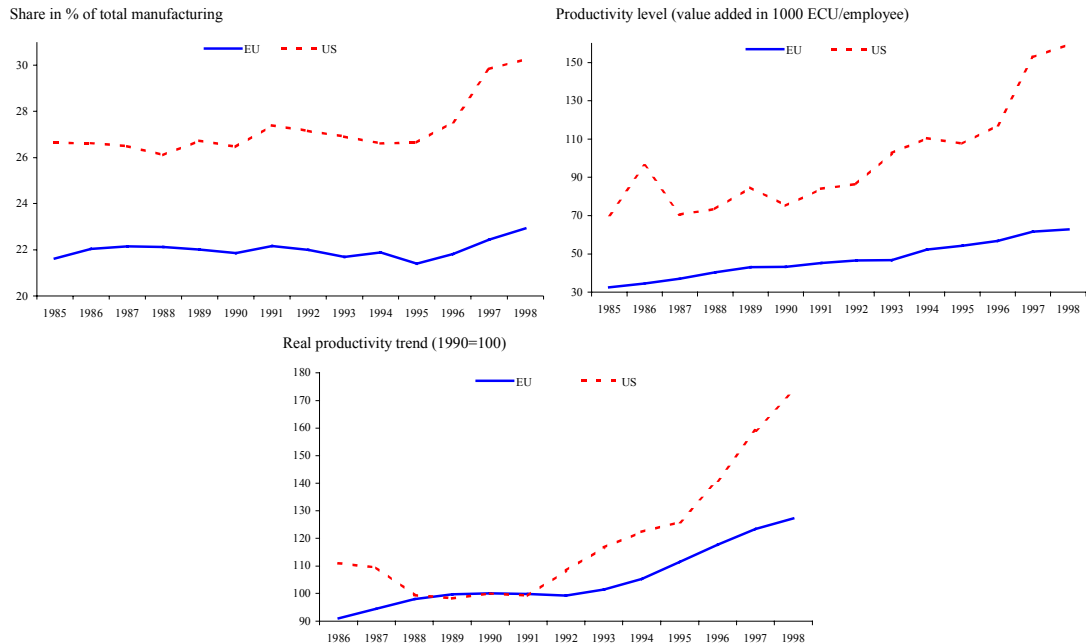 Share in % of total manufacturing
EU US
30
28
26
24
22
20
1985 1986 1987 1988 1989 1990 1991 1992 1993 1994 1995 1996 1997 1998
Productivity level (value added in 1000 ECU/employee)
EU US
150
130
110
90
70
50
30
1985 1986 1987 1988 1989 1990 1991 1992 1993 1994 1995 1996 1997 1998
Real productivity trend (1990=100)
EU US
180
170
160
150
140
130
120
110
100
90
1986 1987 1988 1989 1990 1991 1992 1993 1994 1995 1996 1997 1998